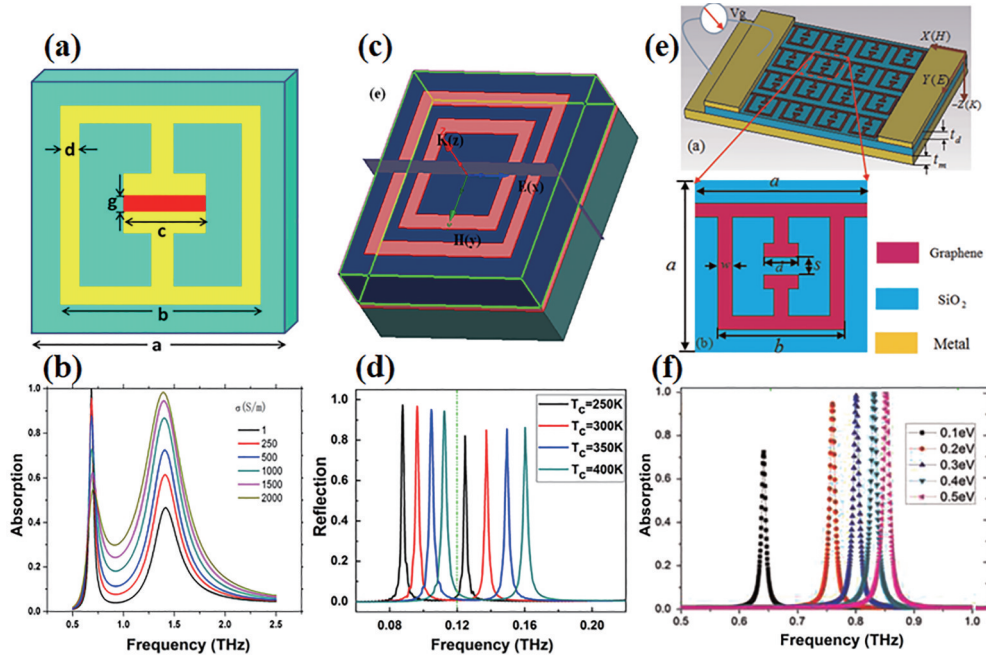 (a)
d
g
c
b
a
(b)
Absorption
1.0
0.8
0.6
0.4
0.2
0.0
σ (S/m)
1
250
500
1000
1500
2000
0.5 1.0 1.5 2.0 2.5
Frequency (THz)
(c)
(e)
K(z)
E(x)
H(y)
(d)
Reflection
1.0
0.8
0.6
0.4
0.2
0.0
T_C=250K
T_C=300K
T_C=350K
T_C=400K
0.08 0.12 0.16 0.20
Frequency (THz)
(e)
Vg
X(H)
Y(E)
-Z(K)
t_d
t_m
(a)
a
a
w
d
S
b
(b)
Graphene
SiO₂
Metal
(f)
Absorption
1.0
0.8
0.6
0.4
0.2
0.0
0.1eV
0.2eV
0.3eV
0.4eV
0.5eV
0.5 0.6 0.7 0.8 0.9 1.0
Frequency (THz)